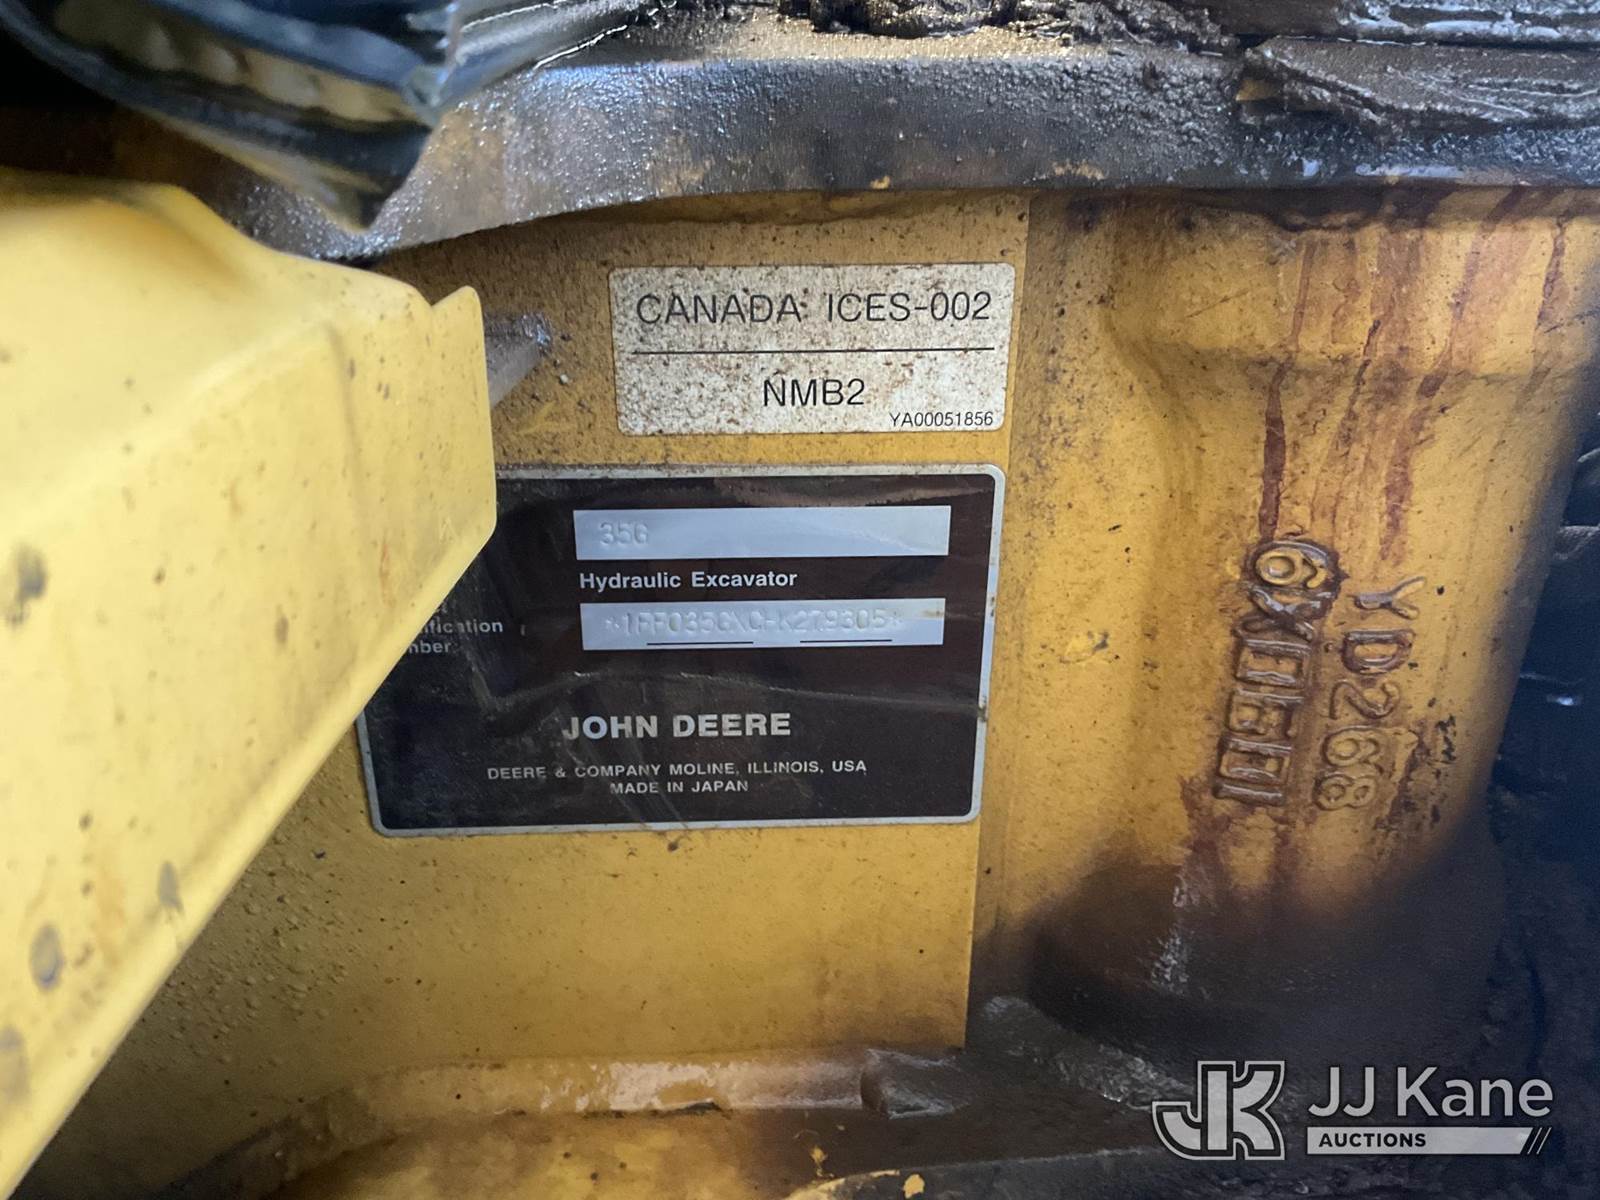 CANADA ICES-002
NMB2
YA00051856
35G
Hydraulic Excavator
JOHN DEERE
DEERE & COMPANY MOLINE, ILLINOIS, USA
MADE IN JAPAN
YD268
JJ Kane
AUCTIONS